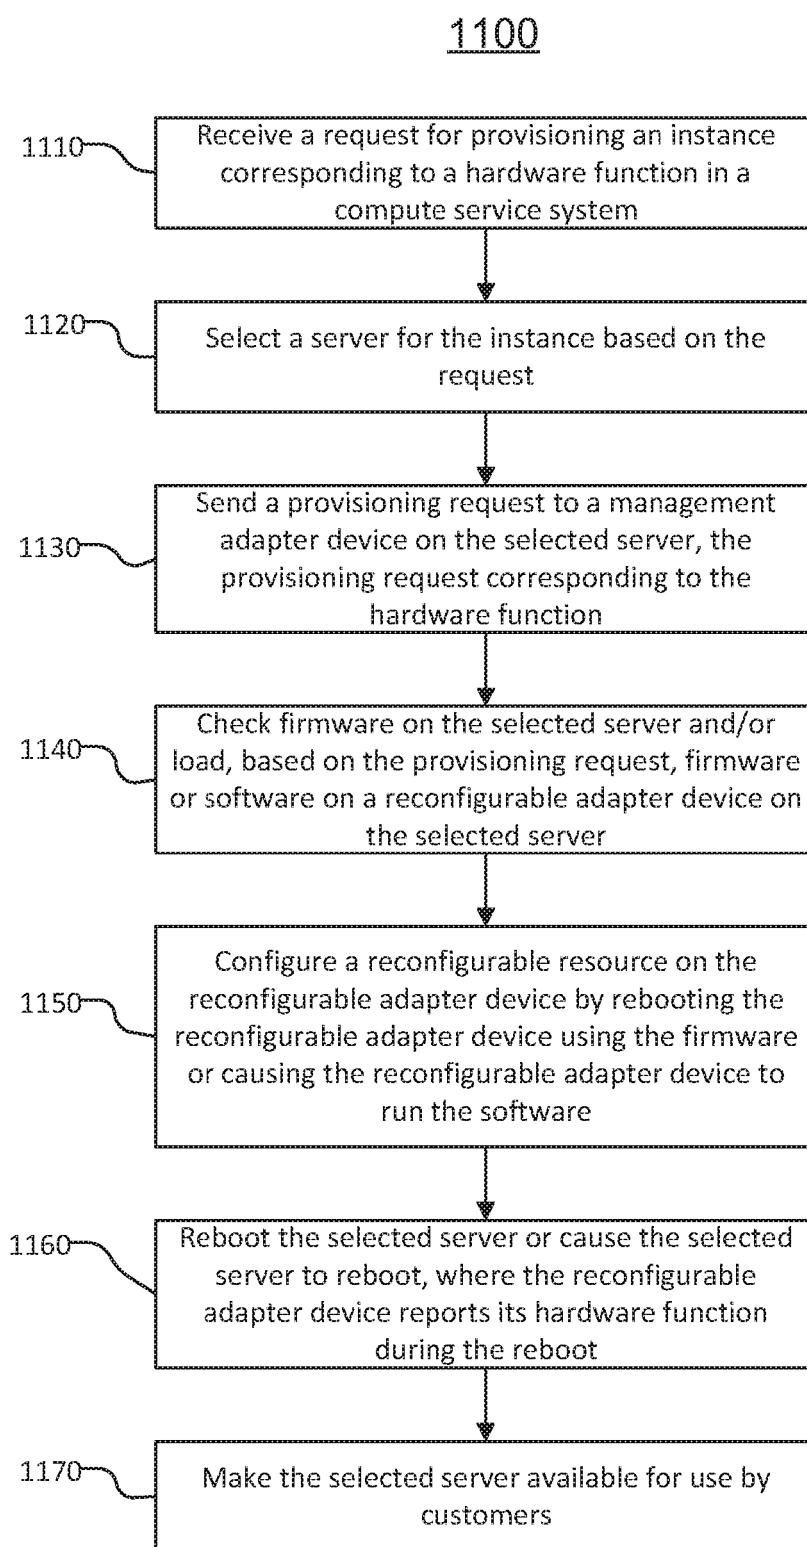 1100
1110
Receive a request for provisioning an instance
corresponding to a hardware function in a
compute service system
1120
Select a server for the instance based on the
request
1130
Send a provisioning request to a management
adapter device on the selected server, the
provisioning request corresponding to the
hardware function
1140
Check firmware on the selected server and/or
load, based on the provisioning request, firmware
or software on a reconfigurable adapter device on
the selected server
1150
Configure a reconfigurable resource on the
reconfigurable adapter device by rebooting the
reconfigurable adapter device using the firmware
or causing the reconfigurable adapter device to
run the software
1160
Reboot the selected server or cause the selected
server to reboot, where the reconfigurable
adapter device reports its hardware function
during the reboot
1170
Make the selected server available for use by
customers